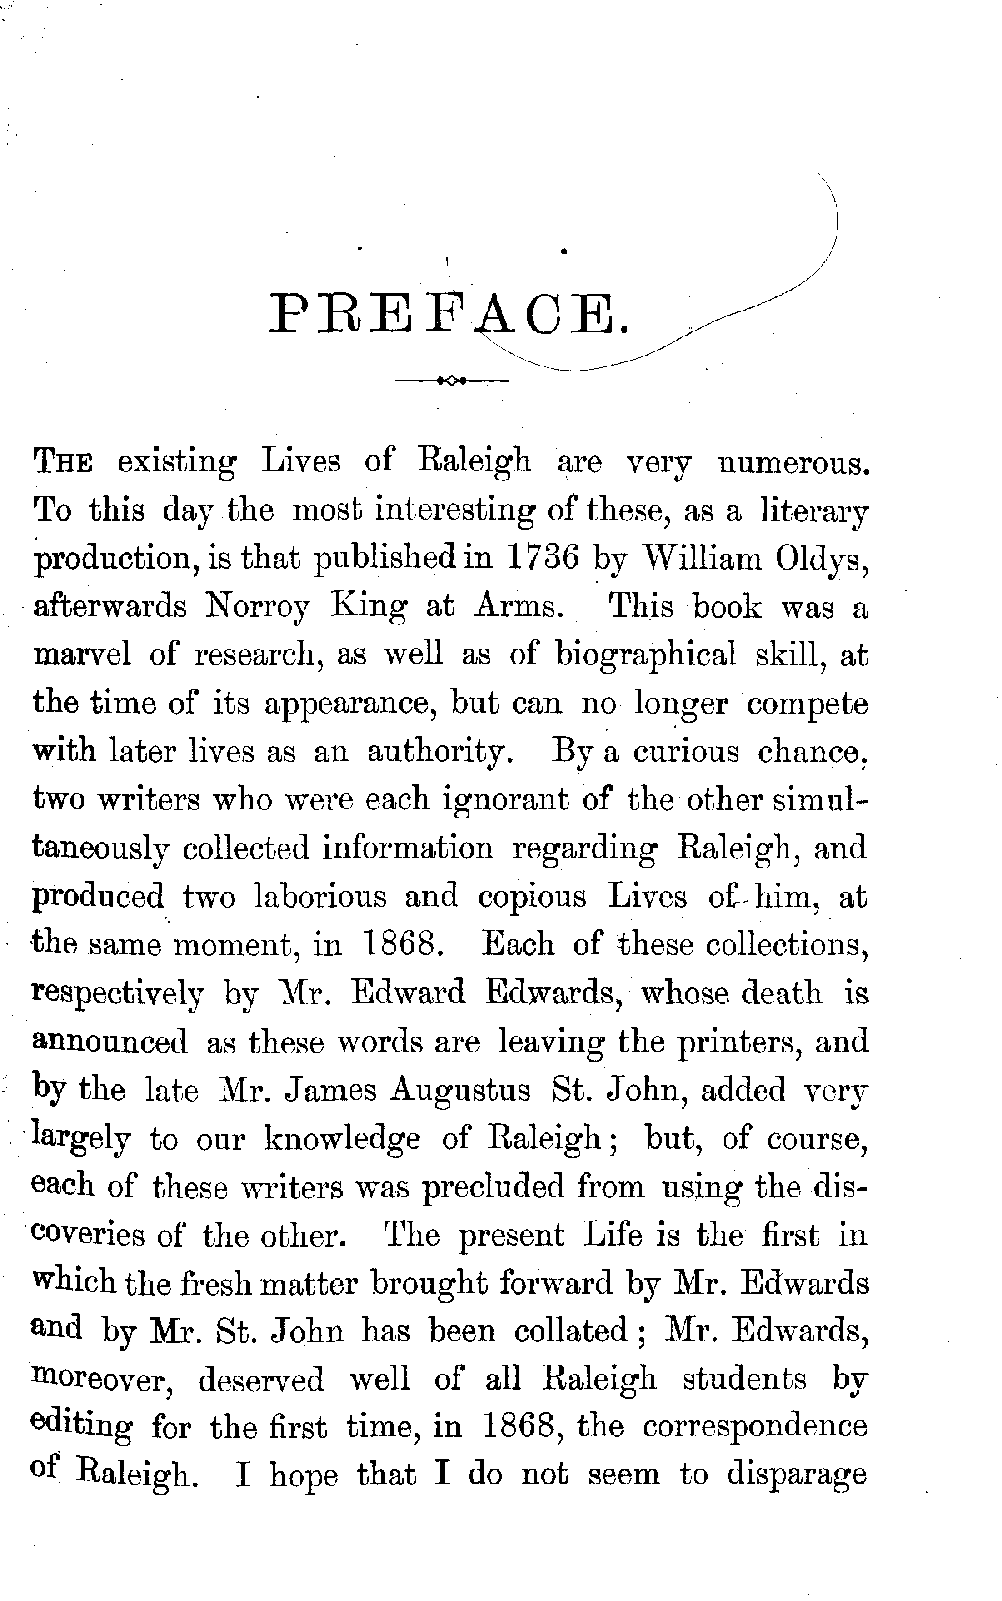 PREFACE.
THE existing Lives of Raleigh are very numerous.
To this day the most interesting of these, as a literary
production, is that published in 1736 by William Oldys,
afterwards Norroy King at Arms. This book was a
marvel of research, as well as of biographical skill, at
the time of its appearance, but can no longer compete
with later lives as an authority. By a curious chance,
two writers who were each ignorant of the other simul-
taneously collected information regarding Raleigh, and
produced two laborious and copious Lives of him, at
the same moment, in 1868. Each of these collections,
respectively by Mr. Edward Edwards, whose death is
announced as these words are leaving the printers, and
by the late Mr. James Augustus St. John, added very
largely to our knowledge of Raleigh; but, of course,
each of these writers was precluded from using the dis-
coveries of the other. The present Life is the first in
which the fresh matter brought forward by Mr. Edwards
and by Mr. St. John has been collated; Mr. Edwards,
moreover, deserved well of all Raleigh students by
editing for the first time, in 1868, the correspondence
of Raleigh. I hope that I do not seem to disparage